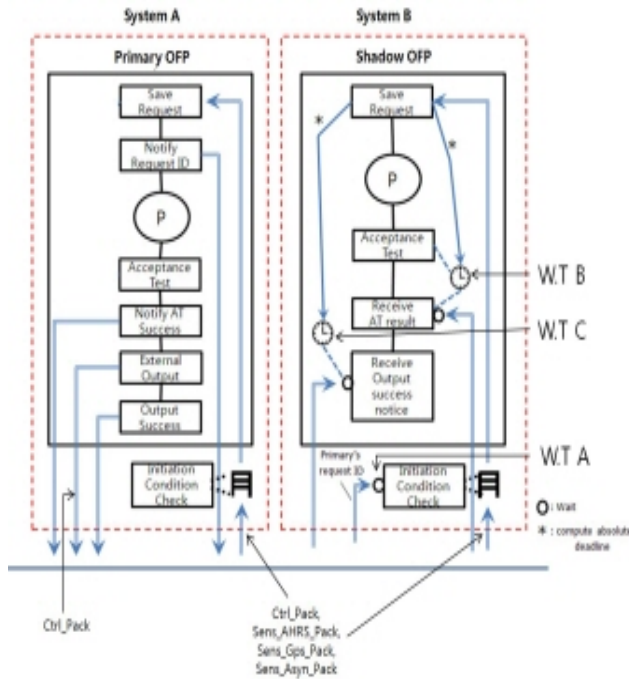 System A
System B
Primary OFP
Shadow OFP
Save
Request
Notify
Request ID
P
Acceptance
Test
Notify AT
Success
External
Output
Output
Success
Initiation
Condition
Check
Save
Request
*
*
P
Acceptance
Test
Receive
AT result
Receive
Output
success
notice
Primary's
request ID
Initiation
Condition
Check
W.T B
W.T C
W.T A
: Wait
* : compute absolute
deadline
Ctrl_Pack
Ctrl_Pack,
Sens_AHRS_Pack,
Sens_Gps_Pack,
Sens_Asyn_Pack